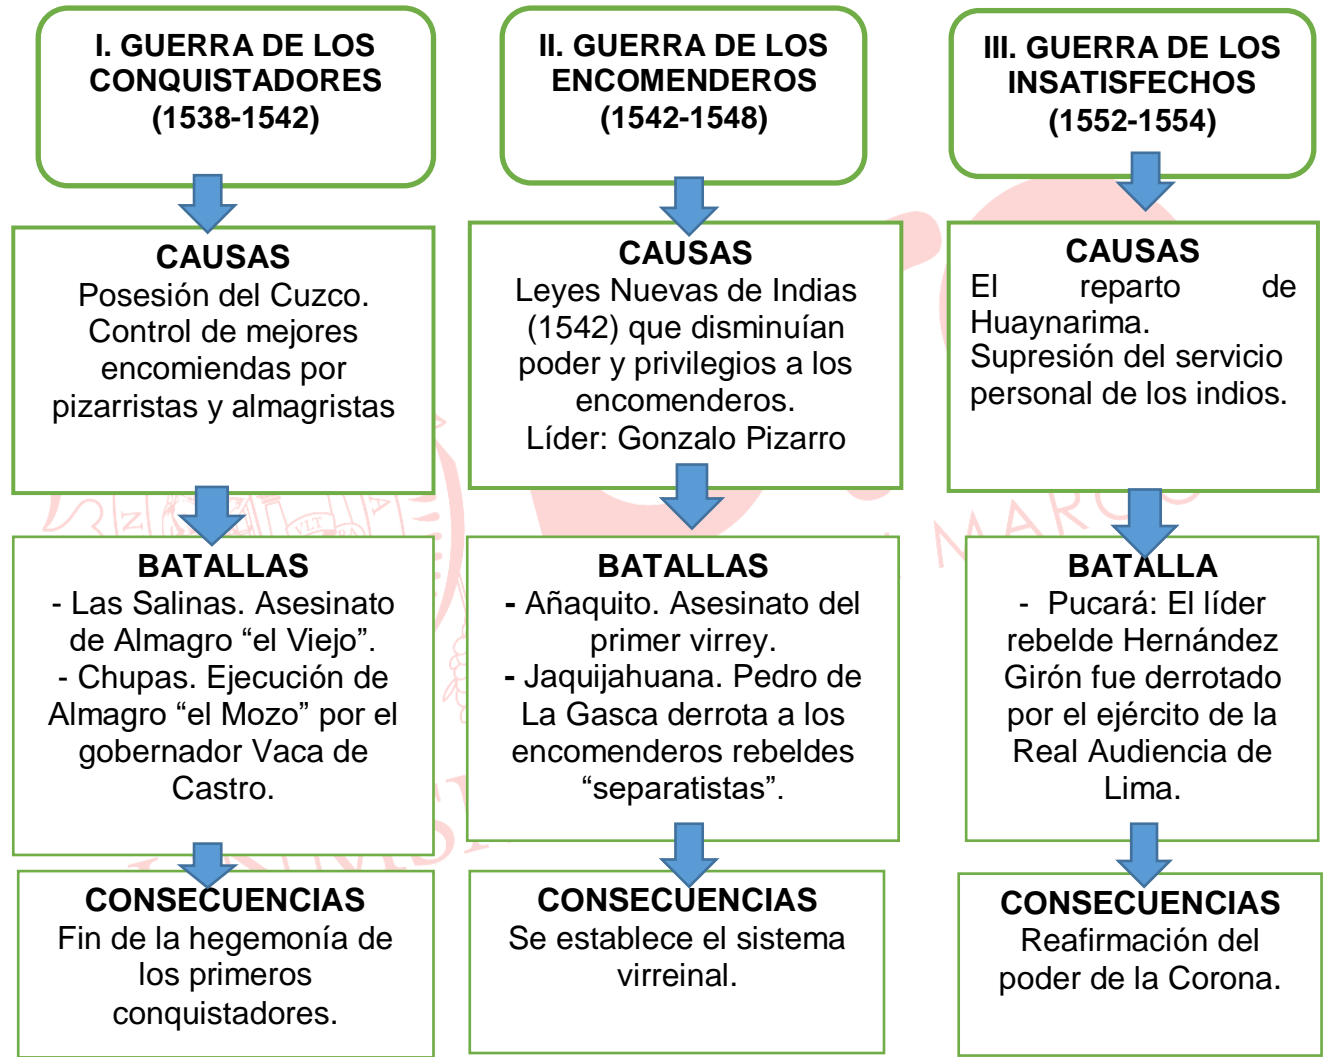 I. GUERRA DE LOS
CONQUISTADORES
(1538-1542)
CAUSAS
Posesión del Cuzco.
Control de mejores
encomiendas por
pizarristas y almagristas
BATALLAS
- Las Salinas. Asesinato
de Almagro “el Viejo”.
- Chupas. Ejecución de
Almagro “el Mozo” por el
gobernador Vaca de
Castro.
CONSECUENCIAS
Fin de la hegemonía de
los primeros
conquistadores.
II. GUERRA DE LOS
ENCOMENDEROS
(1542-1548)
CAUSAS
Leyes Nuevas de Indias
(1542) que disminuían
poder y privilegios a los
encomenderos.
Líder: Gonzalo Pizarro
BATALLAS
- Añaquito. Asesinato del
primer virrey.
- Jaquijahuana. Pedro de
La Gasca derrota a los
encomenderos rebeldes
“separatistas”.
CONSECUENCIAS
Se establece el sistema
virreinal.
III. GUERRA DE LOS
INSATISFECHOS
(1552-1554)
CAUSAS
El reparto de
Huaynarima.
Supresión del servicio
personal de los indios.
BATALLA
- Pucará: El líder
rebelde Hernández
Girón fue derrotado
por el ejército de la
Real Audiencia de
Lima.
CONSECUENCIAS
Reafirmación del
poder de la Corona.